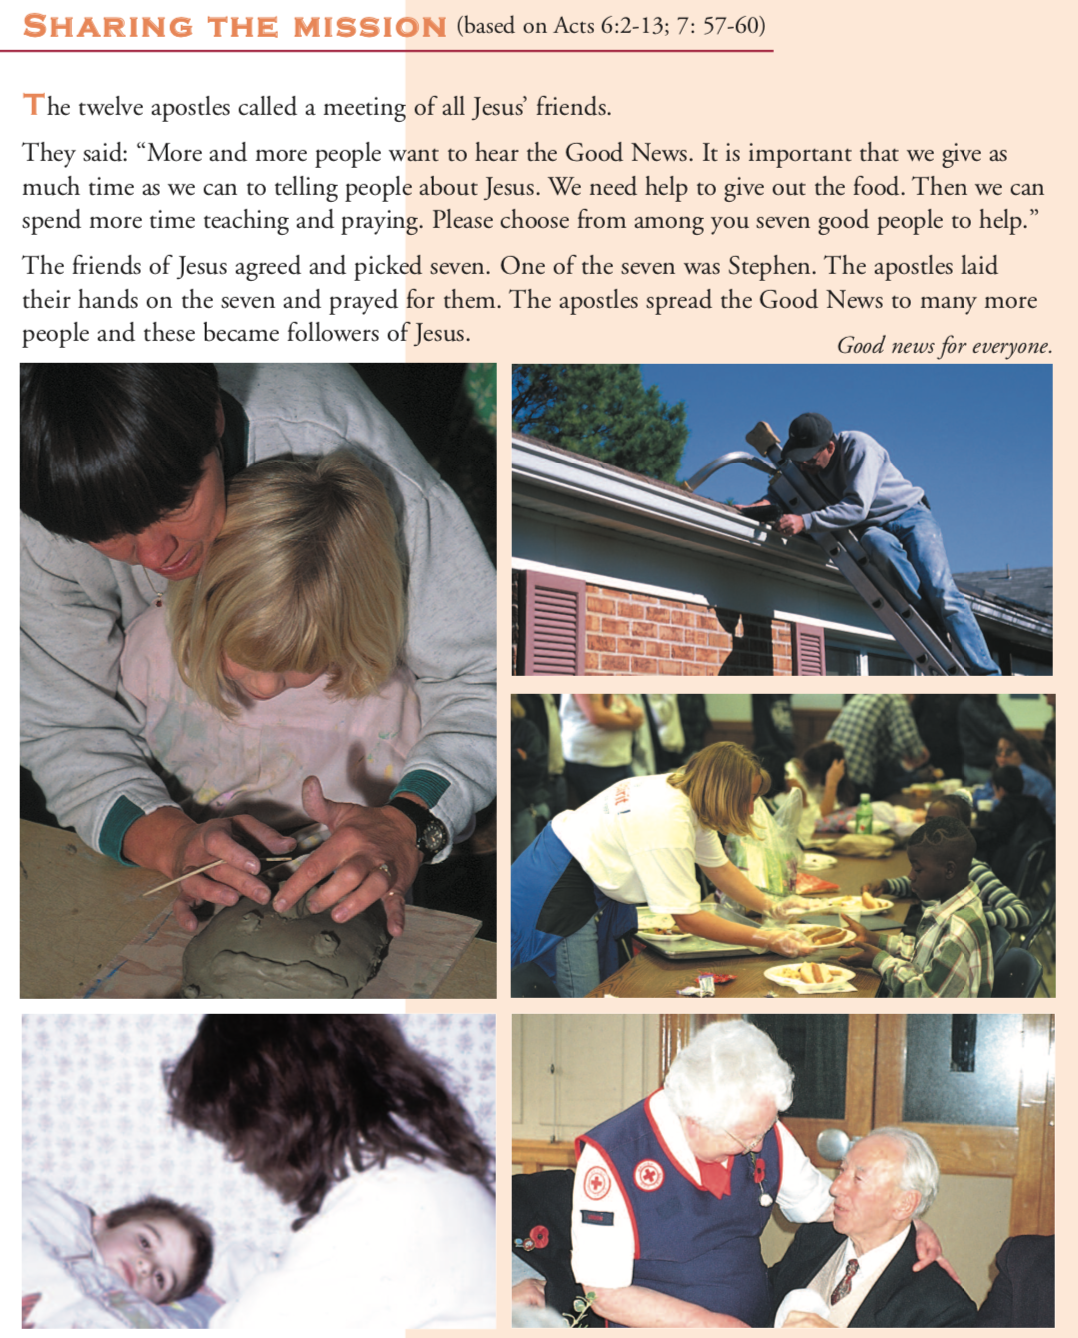 SHARING THE MISSION (based on Acts 6:2-13; 7: 57-60)
The twelve apostles called a meeting of all Jesus’ friends.
They said: “More and more people want to hear the Good News. It is important that we give as
much time as we can to telling people about Jesus. We need help to give out the food. Then we can
spend more time teaching and praying. Please choose from among you seven good people to help.”
The friends of Jesus agreed and picked seven. One of the seven was Stephen. The apostles laid
their hands on the seven and prayed for them. The apostles spread the Good News to many more
people and these became followers of Jesus.
Good news for everyone.